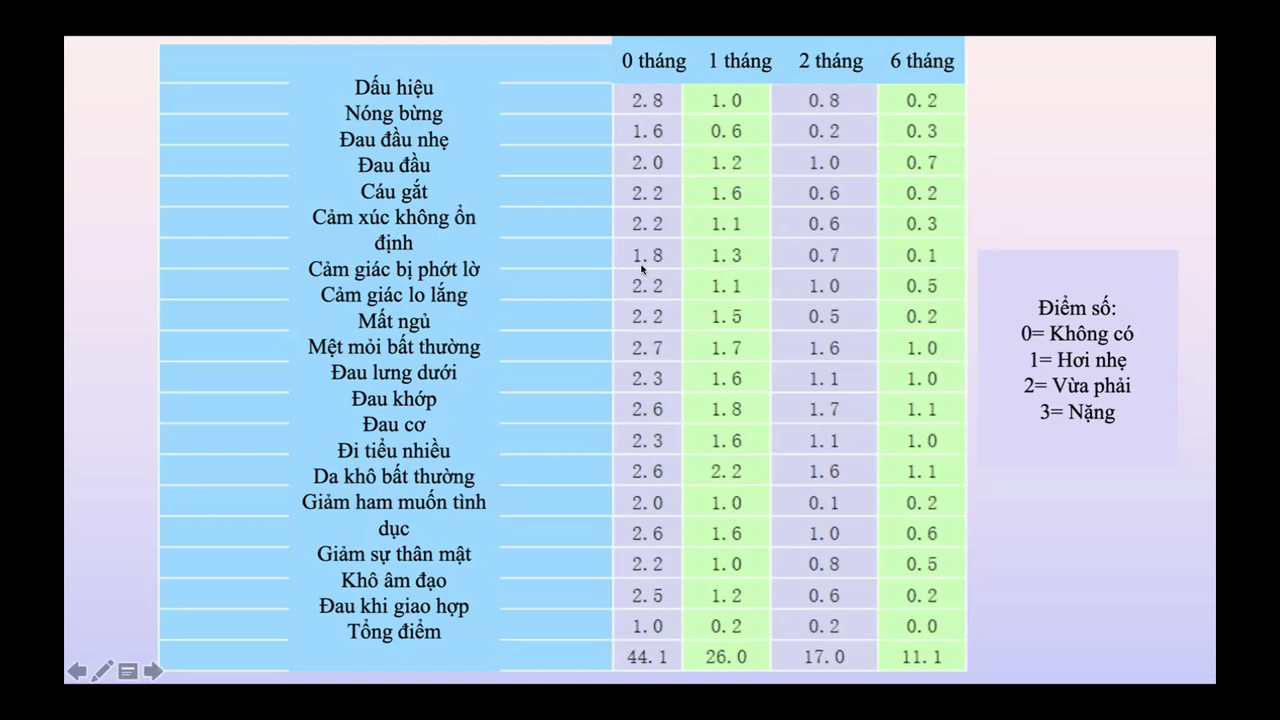 0 tháng 1 tháng 2 tháng 6 tháng
Dấu hiệu
Nóng bừng
Đau đầu nhẹ
Đau đầu
Cáu gắt
Cảm xúc không ổn
định
Cảm giác bị phớt lờ
Cảm giác lo lắng
Mất ngủ
Mệt mỏi bất thường
Đau lưng dưới
Đau khớp
Đau cơ
Đi tiểu nhiều
Da khô bất thường
Giảm ham muốn tình
dục
Giảm sự thân mật
Khô âm đạo
Đau khi giao hợp
Tổng điểm
2.8 1.0 0.8 0.2
1.6 0.6 0.2 0.3
2.0 1.2 1.0 0.7
2.2 1.6 0.6 0.2
2.2 1.1 0.6 0.3
1.8 1.3 0.7 0.1
2.2 1.1 1.0 0.5
2.2 1.5 0.5 0.2
2.7 1.7 1.6 1.0
2.3 1.6 1.1 1.0
2.6 1.8 1.7 1.1
2.3 1.6 1.1 1.0
2.6 2.2 1.6 1.1
2.0 1.0 0.1 0.2
2.6 1.6 1.0 0.6
2.2 1.0 0.8 0.5
2.5 1.2 0.6 0.2
1.0 0.2 0.2 0.0
44.1 26.0 17.0 11.1
Điểm số:
0= Không có
1= Hơi nhẹ
2= Vừa phải
3= Nặng